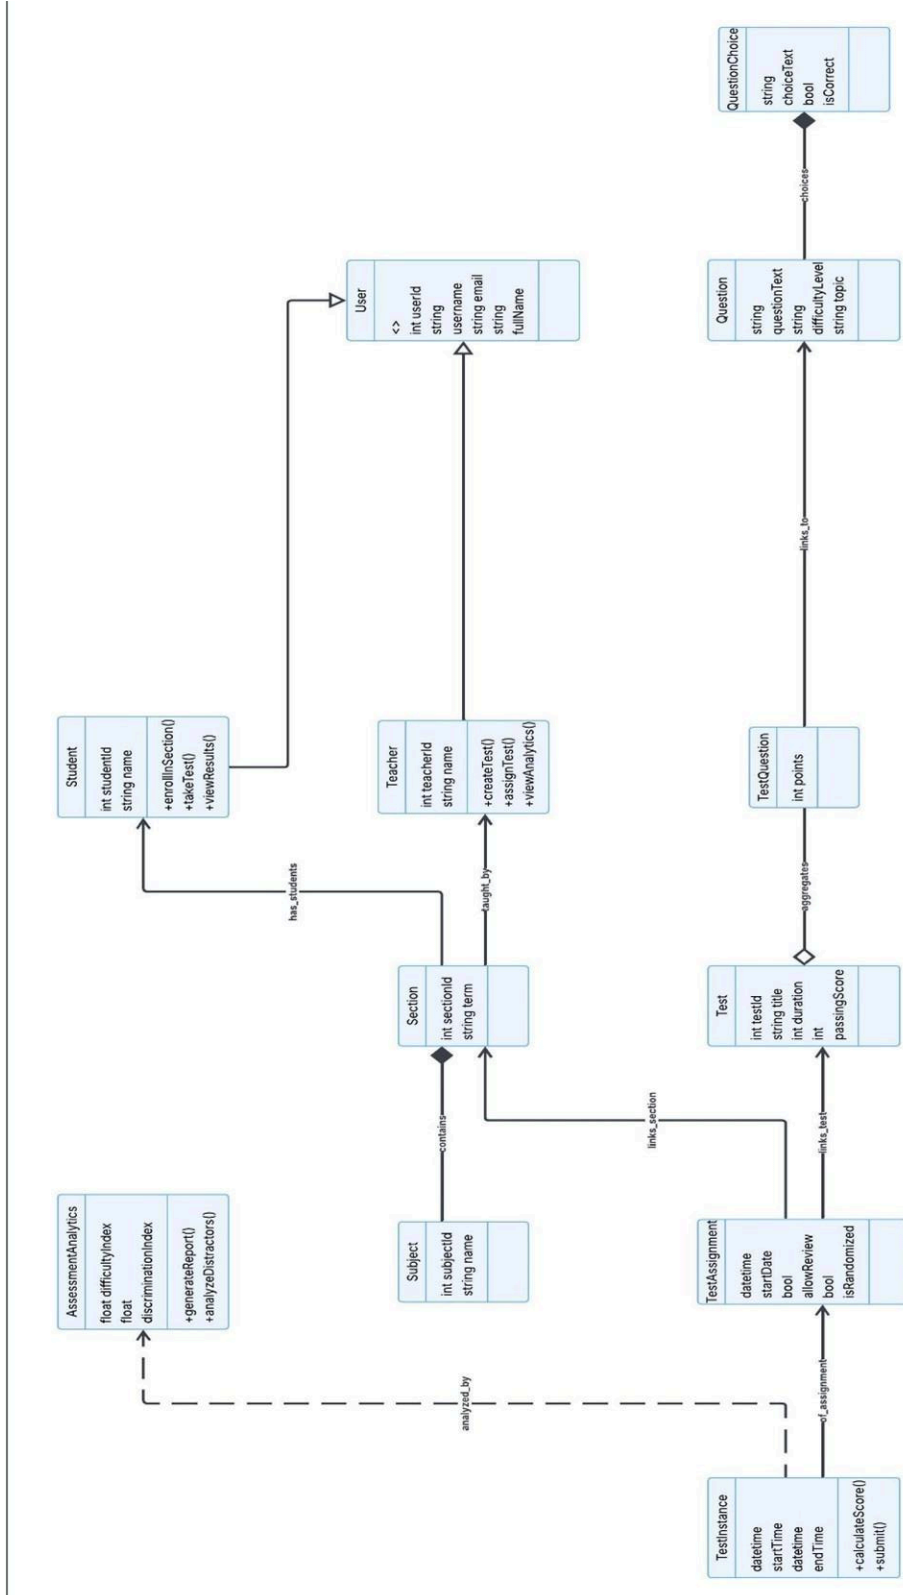 AssessmentAnalytics
float difficultyIndex
float
discriminationIndex
+generateReport()
+analyzeDistractors()
Student
int studentId
string name
+enrollInSection()
+takeTest()
+viewResults()
analyzed_by
has_students
User
<>
int userId
string
username
string email
string
fullName
Subject
int subjectId
string name
contains
Section
int sectionId
string term
taught_by
Teacher
int teacherId
string name
+createTest()
+assignTest()
+viewAnalytics()
links_section
TestInstance
datetime
startTime
datetime
endTime
+calculateScore()
+submit()
of_assignment
TestAssignment
datetime
startDate
bool
allowReview
bool
isRandomized
links_test
Test
int testId
string title
int duration
int
passingScore
aggregates
TestQuestion
int points
links_to
Question
string
questionText
string
difficultyLevel
string topic
choices
QuestionChoice
string
choiceText
bool
isCorrect